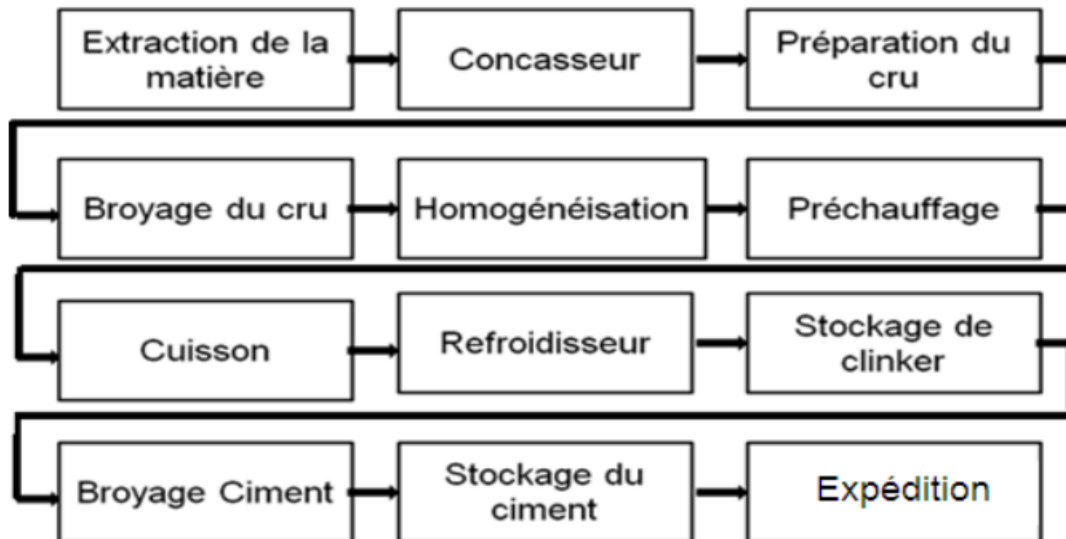 Extraction de la
matière
Concasseur
Préparation du
cru
Broyage du cru
Homogénéisation
Préchauffage
Cuisson
Refroidisseur
Stockage de
clinker
Broyage Ciment
Stockage du
ciment
Expédition